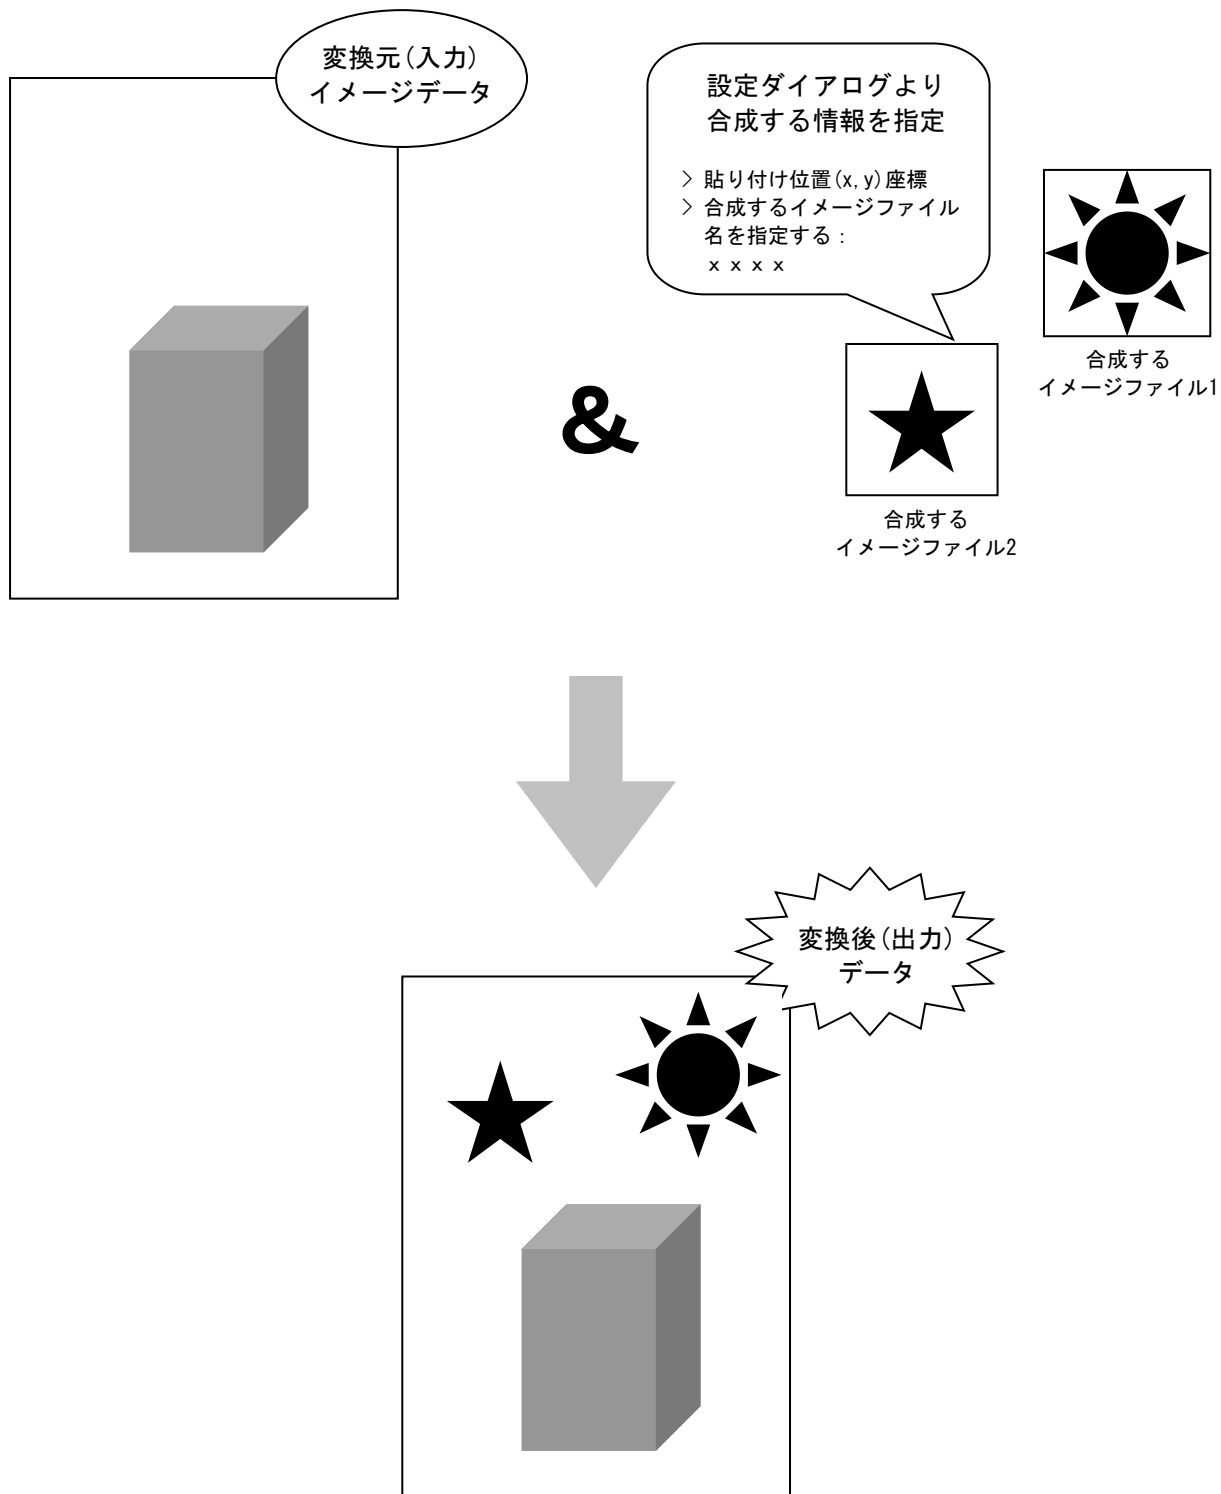 変換元(入力)
イメージデータ
設定ダイアログより
合成する情報を指定
> 貼り付け位置(x,y)座標
> 合成するイメージファイル
名を指定する：
ｘｘｘｘ
合成する
イメージファイル1
&
合成する
イメージファイル2
変換後(出力)
データ